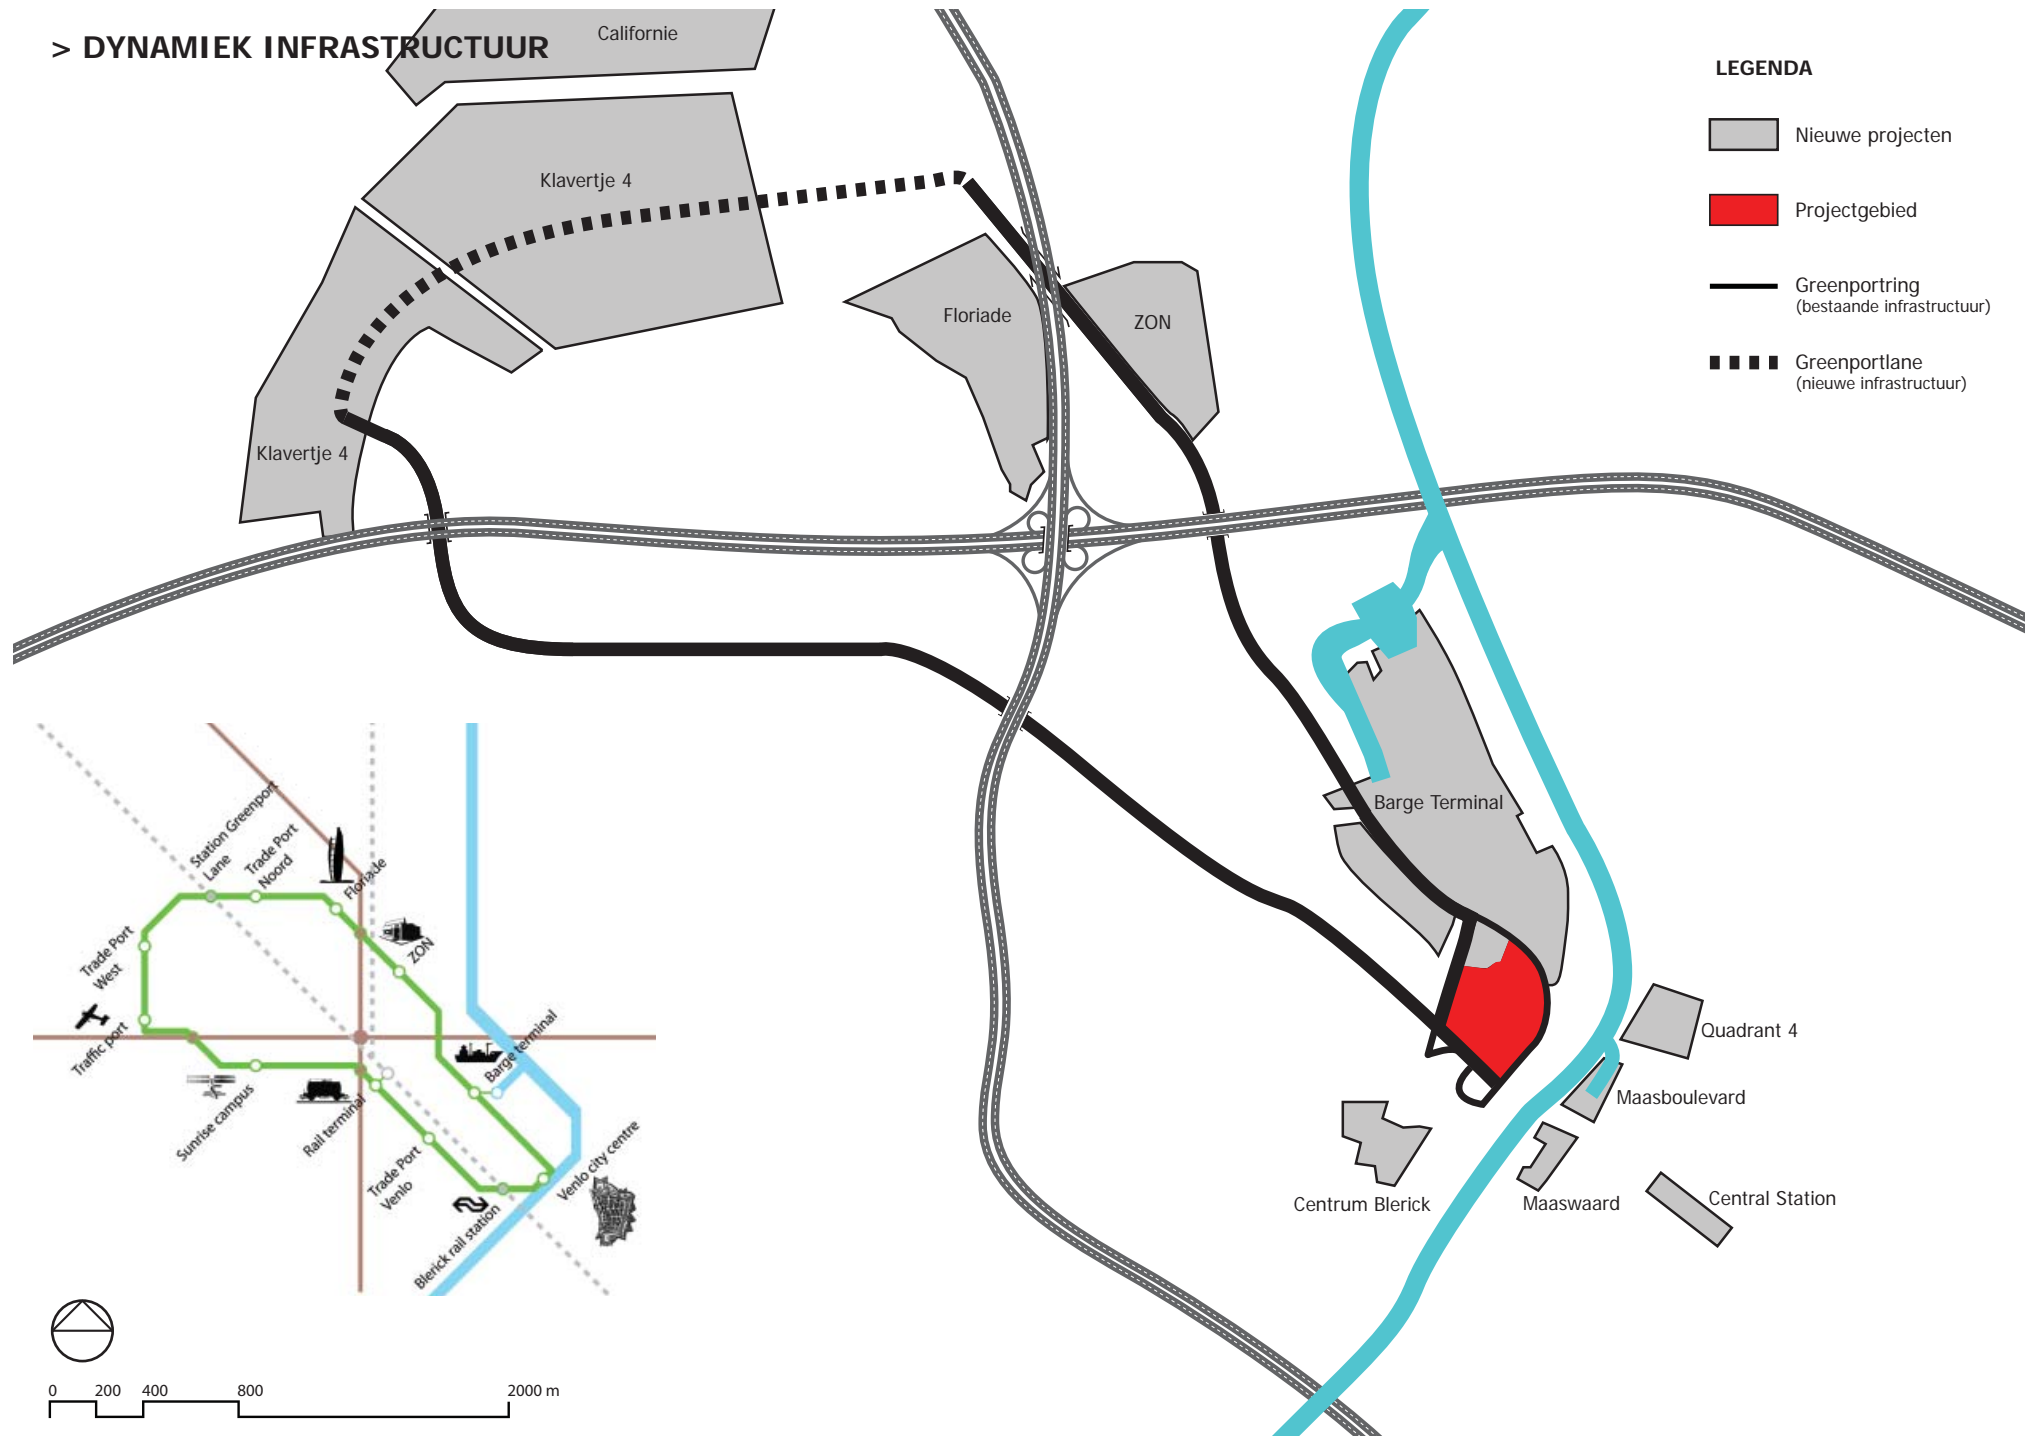 > DYNAMIEK INFRASTRUCTUUR
Californie
LEGENDA
Nieuwe projecten
Projectgebied
Greenportring
(bestaande infrastructuur)
Greenportlane
(nieuwe infrastructuur)
Klavertje 4
Floriade
ZON
Klavertje 4
Barge Terminal
Quadrant 4
Maasboulevard
Centrum Blerick
Maaswaard
Central Station
Station Greenport
Lane
Trade Port
Noord
Floriade
ZON
Trade Port
West
Traffic port
Barge terminal
Sunrise campus
Rail terminal
Trade Port
Venlo
Venlo city centre
Blerick rail station
0 200 400 800 2000 m